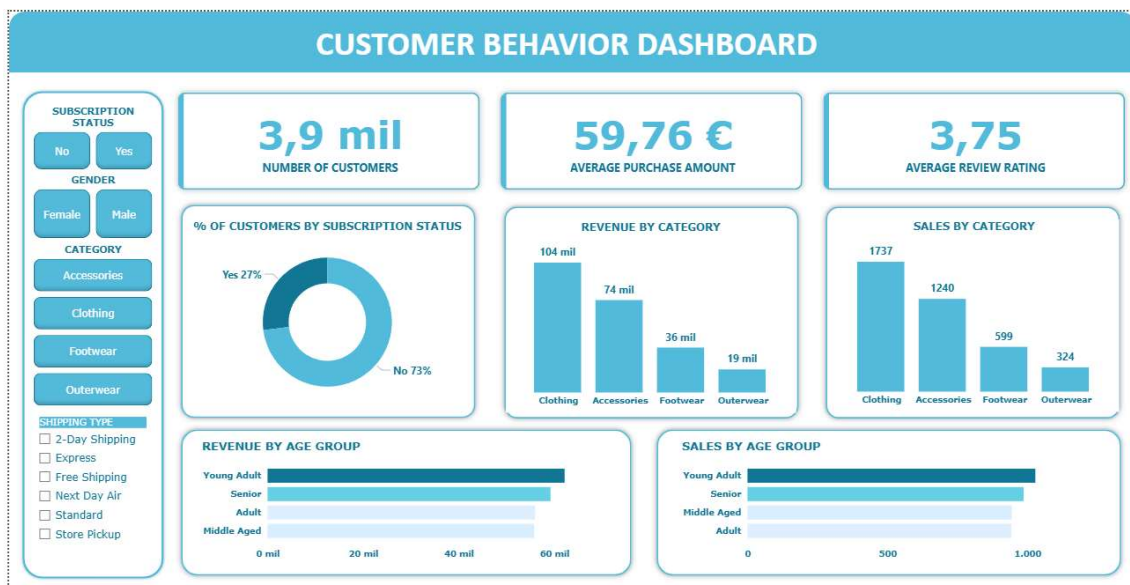 CUSTOMER BEHAVIOR DASHBOARD
SUBSCRIPTION
STATUS
No Yes
GENDER
Female Male
CATEGORY
Accessories
Clothing
Footwear
Outerwear
SHIPPING TYPE
2-Day Shipping
Express
Free Shipping
Next Day Air
Standard
Store Pickup
3,9 mil
NUMBER OF CUSTOMERS
59,76 €
AVERAGE PURCHASE AMOUNT
3,75
AVERAGE REVIEW RATING
% OF CUSTOMERS BY SUBSCRIPTION STATUS
Yes 27%
No 73%
REVENUE BY CATEGORY
104 mil
74 mil
36 mil
19 mil
Clothing Accessories Footwear Outerwear
SALES BY CATEGORY
1737
1240
599
324
Clothing Accessories Footwear Outerwear
REVENUE BY AGE GROUP
Young Adult
Senior
Adult
Middle Aged
0 mil 20 mil 40 mil 60 mil
SALES BY AGE GROUP
Young Adult
Senior
Middle Aged
Adult
0 500 1.000